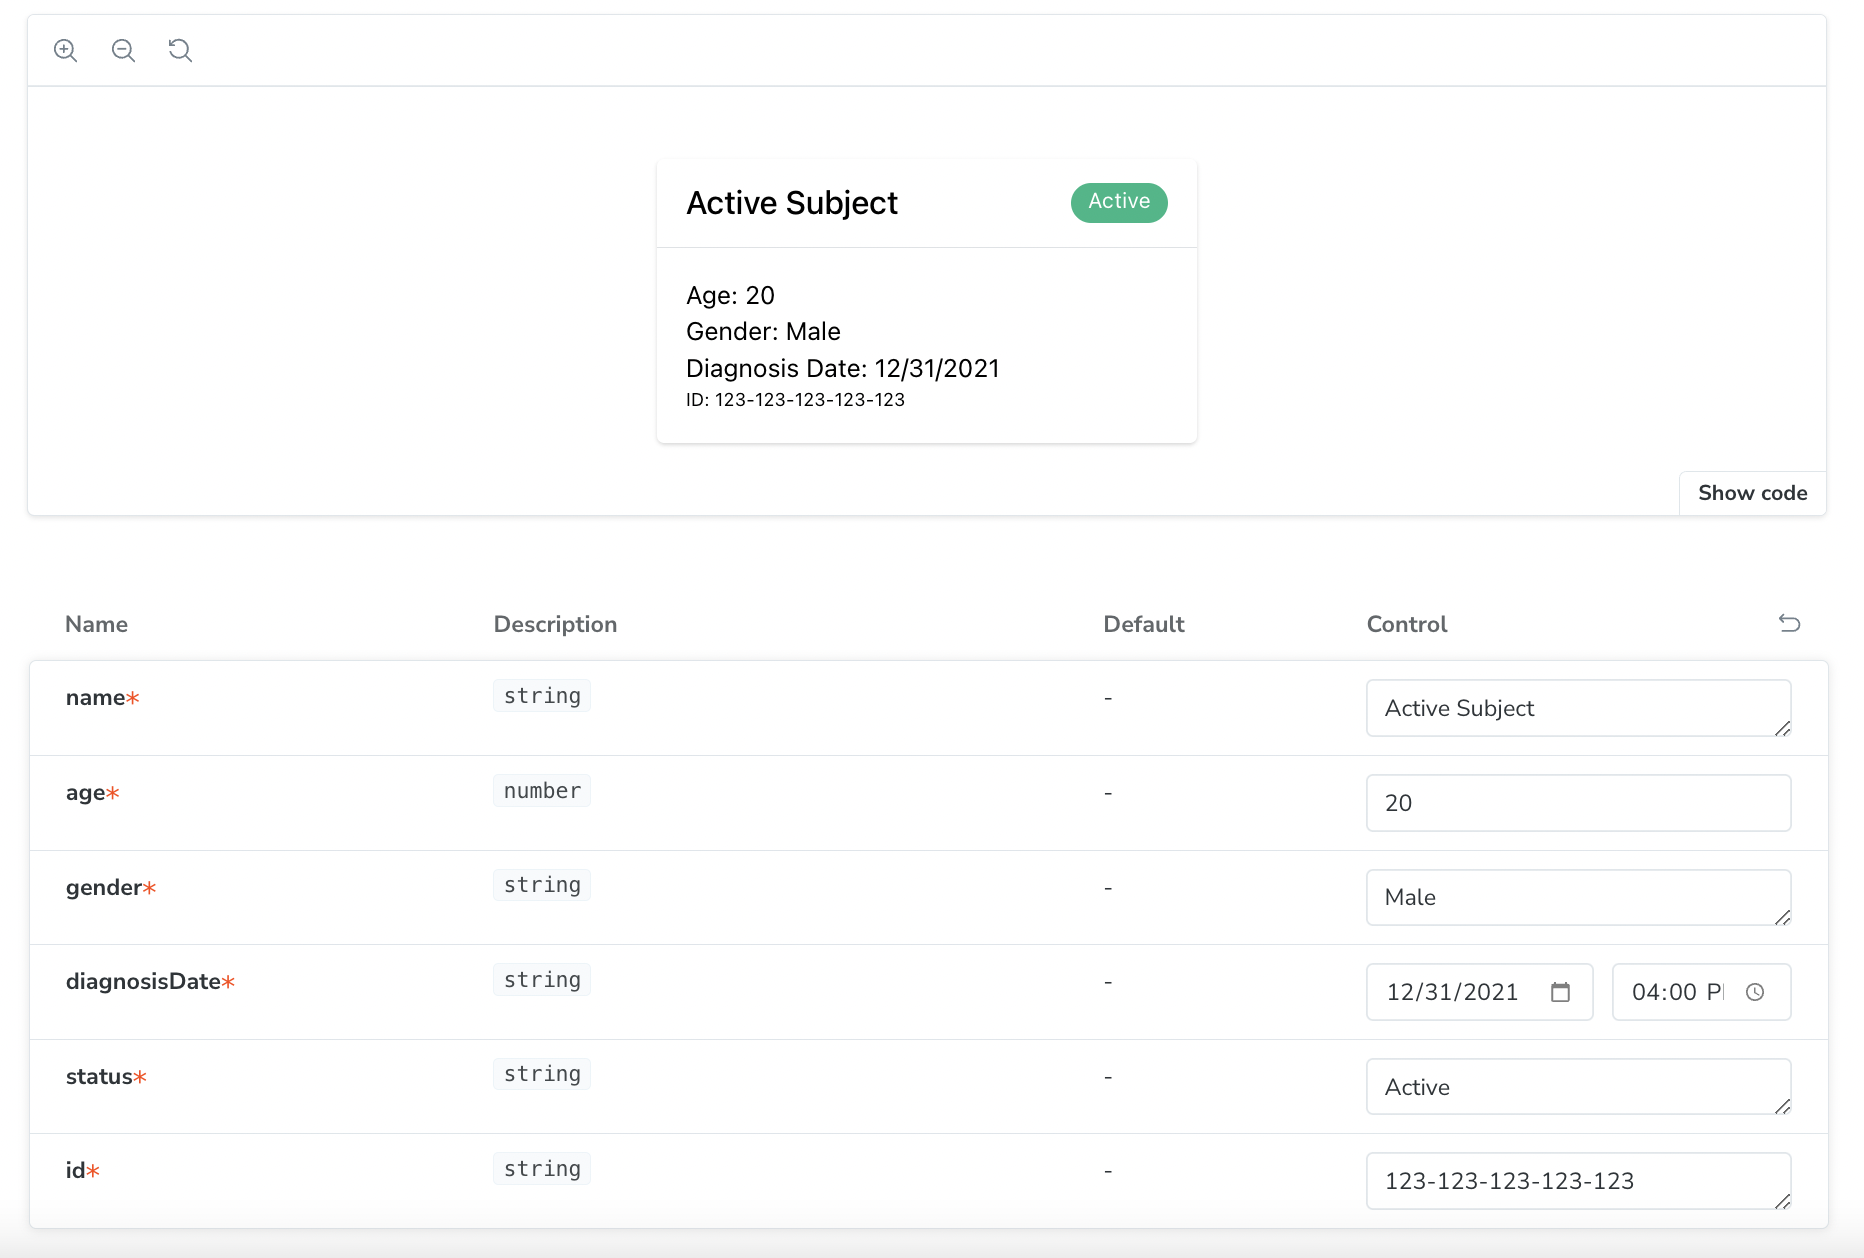 Active Subject Active
Age: 20
Gender: Male
Diagnosis Date: 12/31/2021
ID: 123-123-123-123-123
Show code
Name Description Default Control
name* string - Active Subject
age* number - 20
gender* string - Male
diagnosisDate* string - 12/31/2021 04:00 P
status* string - Active
id* string - 123-123-123-123-123